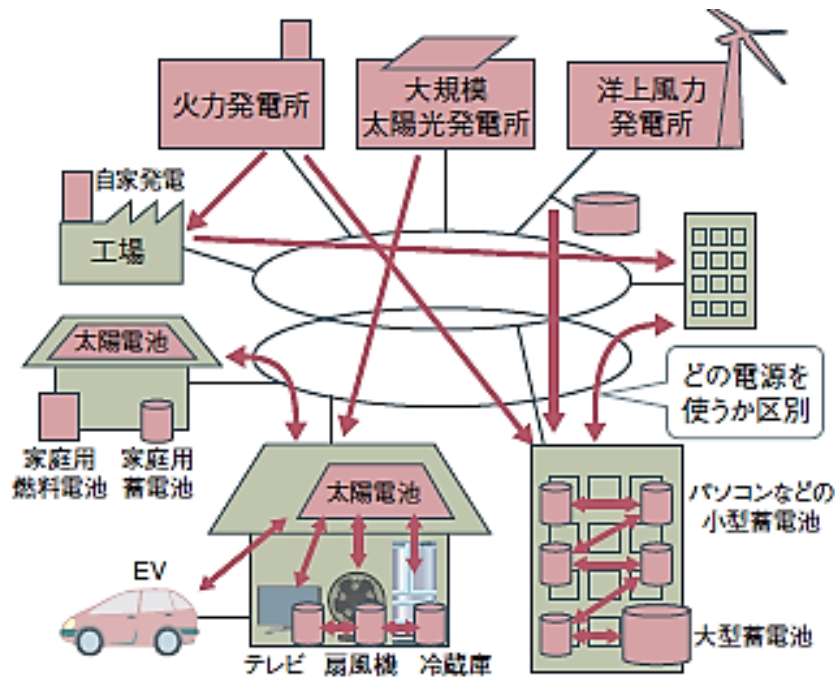 火力発電所
大規模
太陽光発電所
洋上風力
発電所
自家発電
工場
太陽電池
どの電源を
使うか区別
家庭用
燃料電池
家庭用
蓄電池
太陽電池
パソコンなどの
小型蓄電池
EV
大型蓄電池
テレビ
扇風機
冷蔵庫